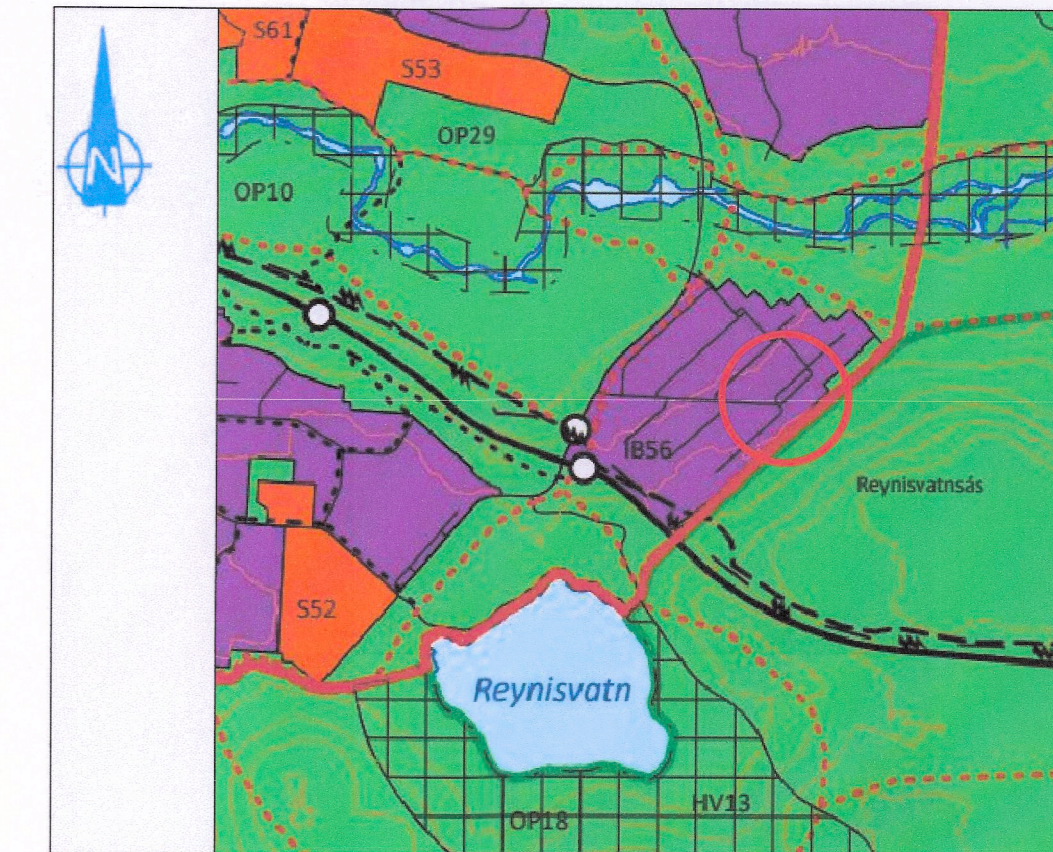 S61
S53
OP29
N
OP10
ÍB56
Reynisvatnsás
S52
Reynisvatn
HV13
OP18